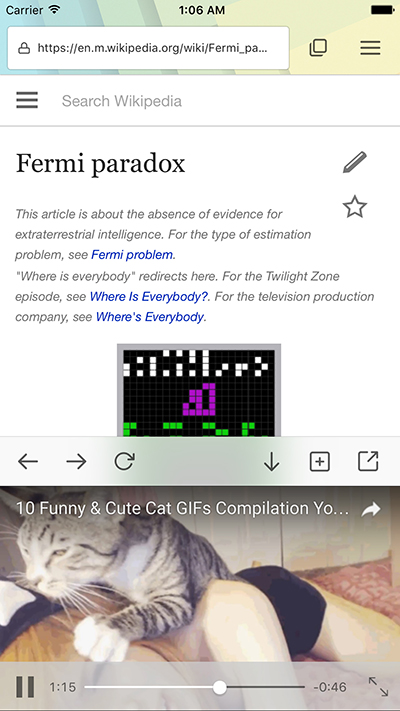 Carrier 1:06 AM
https://en.m.wikipedia.org/wiki/Fermi_pa...
Search Wikipedia
Fermi paradox
This article is about the absence of evidence for
extraterrestrial intelligence. For the type of estimation
problem, see Fermi problem.
"Where is everybody" redirects here. For the Twilight Zone
episode, see Where Is Everybody?. For the television production
company, see Where's Everybody.
10 Funny & Cute Cat GIFs Compilation Yo...
1:15 -0:46